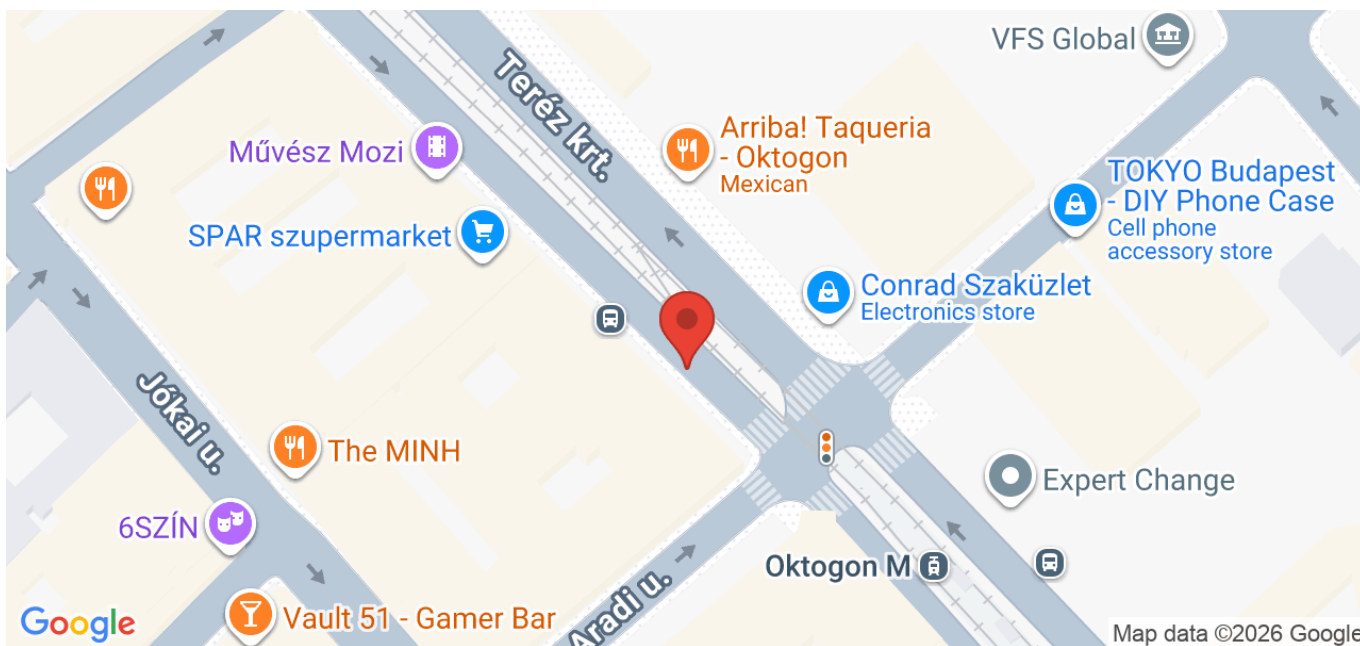 VFS Global
Teréz krt.
Arriba! Taqueria
- Oktogon
Mexican
Művész Mozi
TOKYO Budapest
- DIY Phone Case
Cell phone
accessory store
SPAR szupermarket
Conrad Szaküzlet
Electronics store
Jókai u.
The MINH
Expert Change
6SZÍN
Oktogon M
Aradi u.
Vault 51 - Gamer Bar
Google
Map data ©2026 Google